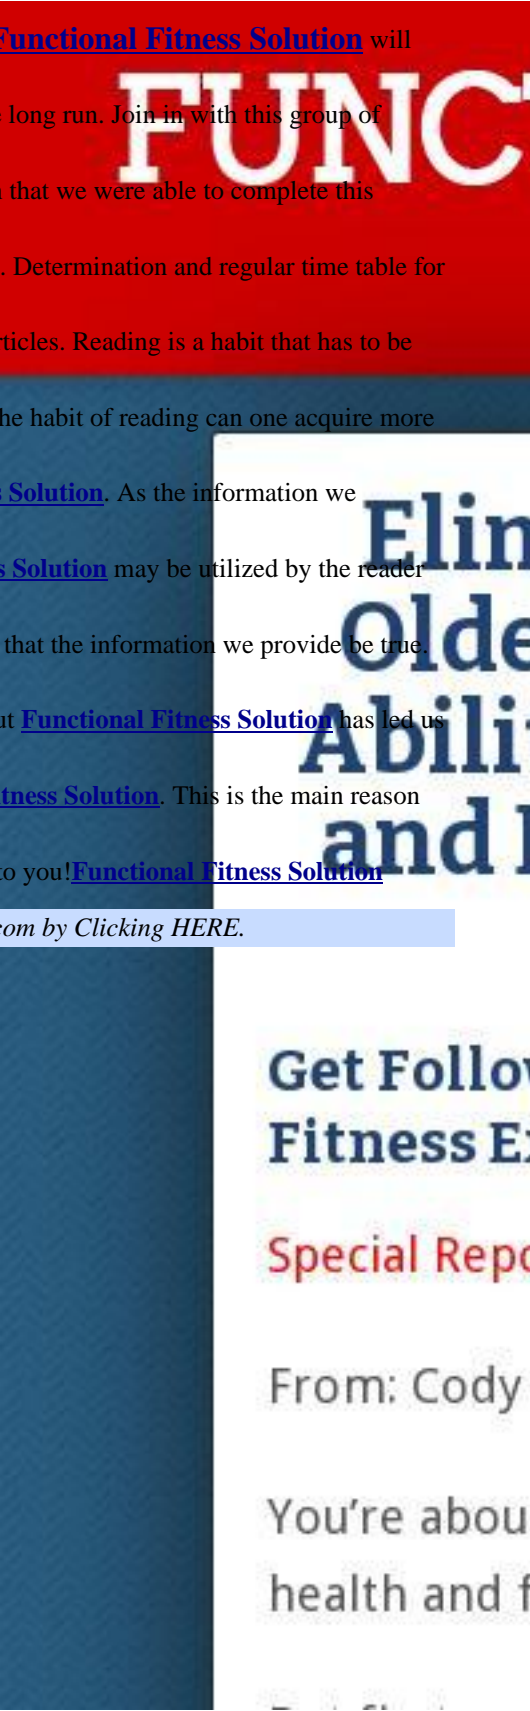 Functional Fitness Solution will
long run. Join in with this group of
that we were able to complete this
. Determination and regular time table for
rticles. Reading is a habit that has to be
he habit of reading can one acquire more
s Solution. As the information we
s Solution may be utilized by the reader
that the information we provide be true.
ut Functional Fitness Solution has led us
tness Solution. This is the main reason
to you!Functional Fitness Solution
com by Clicking HERE.
FUNC
Elin
Olde
Abili
and
Get Follo
Fitness E
Special Repo
From: Cody
You’re abou
health and f